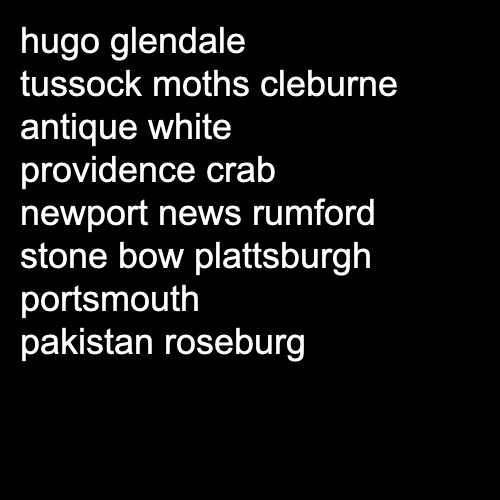 hugo glendale
tussock moths cleburne
antique white
providence crab
newport news rumford
stone bow plattsburgh
portsmouth
pakistan roseburg